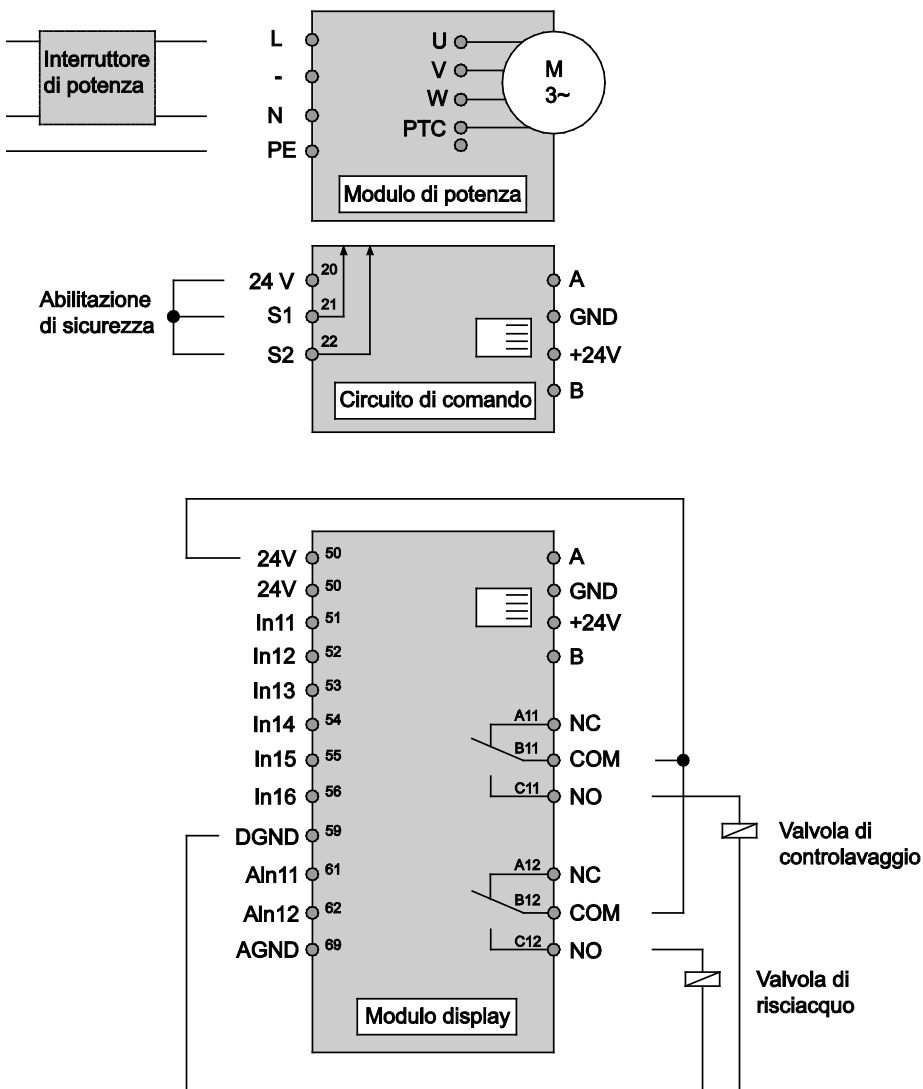 Interruttore
di potenza
L
-
N
PE
U
V
W
PTC
M
3~
Modulo di potenza
Abilitazione
di sicurezza
24 V
20
S1
21
S2
22
A
GND
+24V
B
Circuito di comando
24V 50
24V 50
In11 51
In12 52
In13 53
In14 54
In15 55
In16 56
DGND 59
AIn11 61
AIn12 62
AGND 69
A
GND
+24V
B
A11 NC
B11 COM
C11 NO
A12 NC
B12 COM
C12 NO
Valvola di
controlavaggio
Valvola di
risciacquo
Modulo display